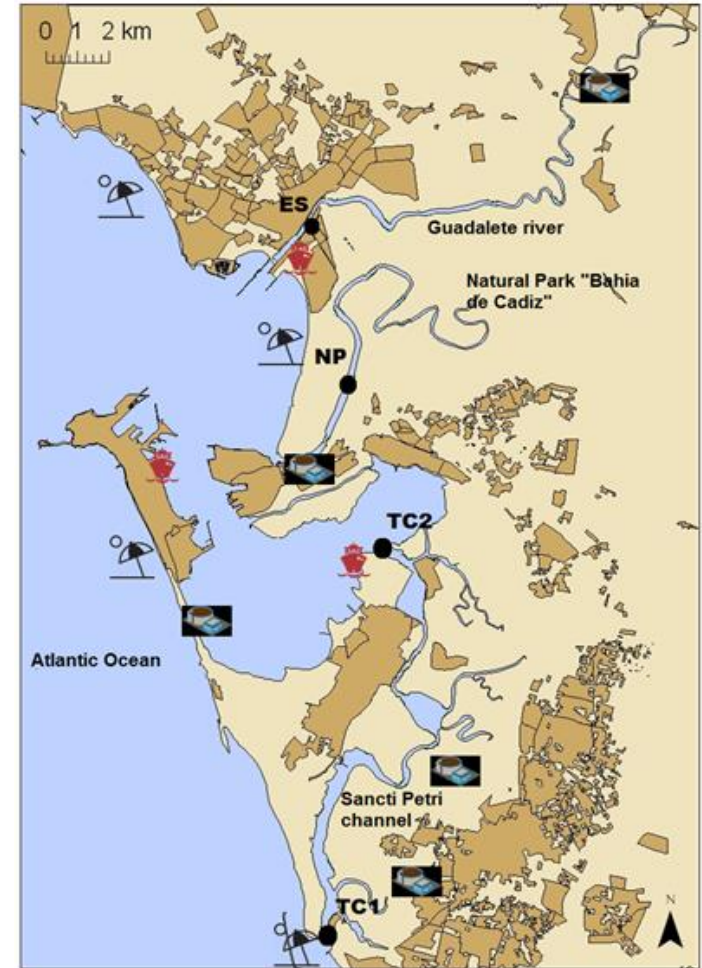 0 1 2 km
ES
Guadalete river
Natural Park "Bahia
de Cadiz"
NP
TC2
Atlantic Ocean
Sancti Petri
channel
TC1
N